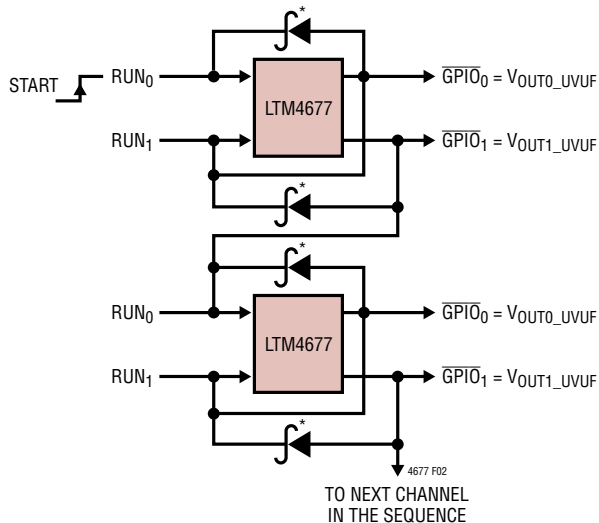 *
START
RUN0
LTM4677
GPIO0 = VOUT0_UVUF
RUN1
GPIO1 = VOUT1_UVUF
*
*
RUN0
LTM4677
GPIO0 = VOUT0_UVUF
RUN1
GPIO1 = VOUT1_UVUF
*
4677 F02
TO NEXT CHANNEL
IN THE SEQUENCE